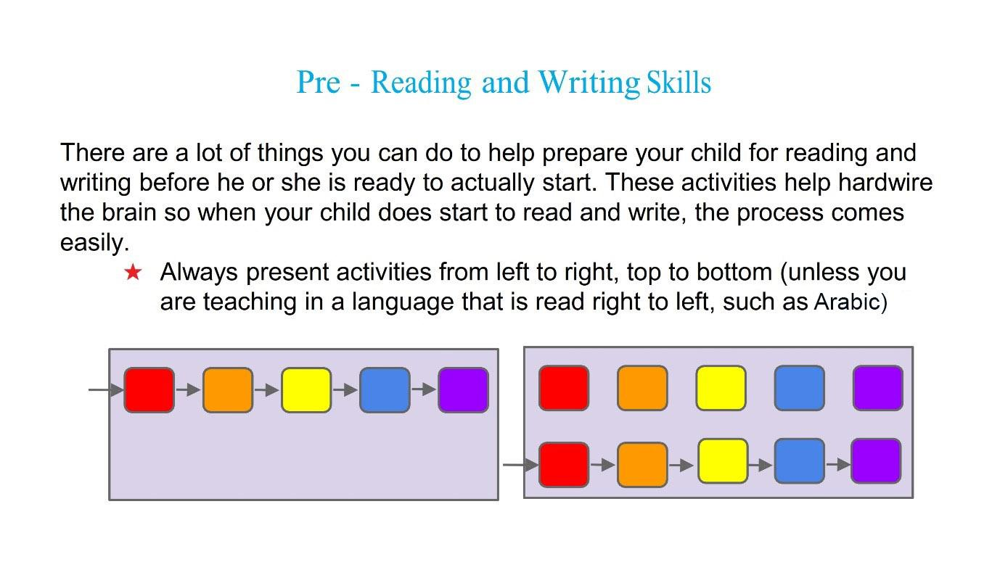 Pre - Reading and Writing Skills
There are a lot of things you can do to help prepare your child for reading and
writing before he or she is ready to actually start. These activities help hardwire
the brain so when your child does start to read and write, the process comes
easily.
★ Always present activities from left to right, top to bottom (unless you
are teaching in a language that is read right to left, such as Arabic)